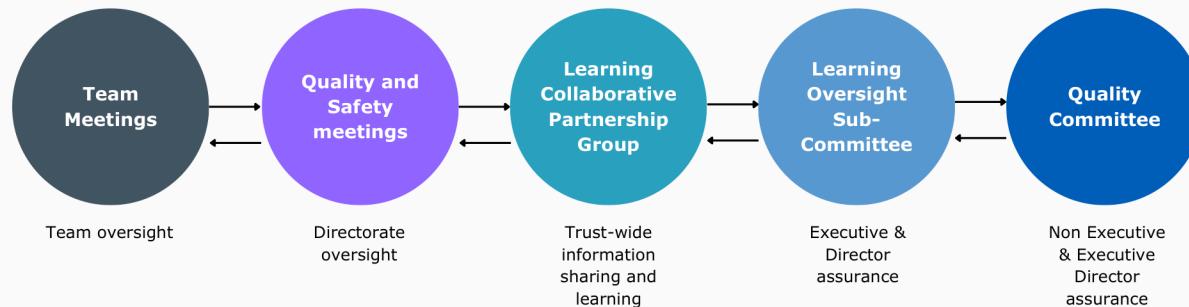 Team
Meetings
Quality and
Safety
meetings
Learning
Collaborative
Partnership
Group
Learning
Oversight
Sub-
Committee
Quality
Committee
Team oversight
Directorate
oversight
Trust-wide
information
sharing and
learning
Executive &
Director
assurance
Non Executive
& Executive
Director
assurance